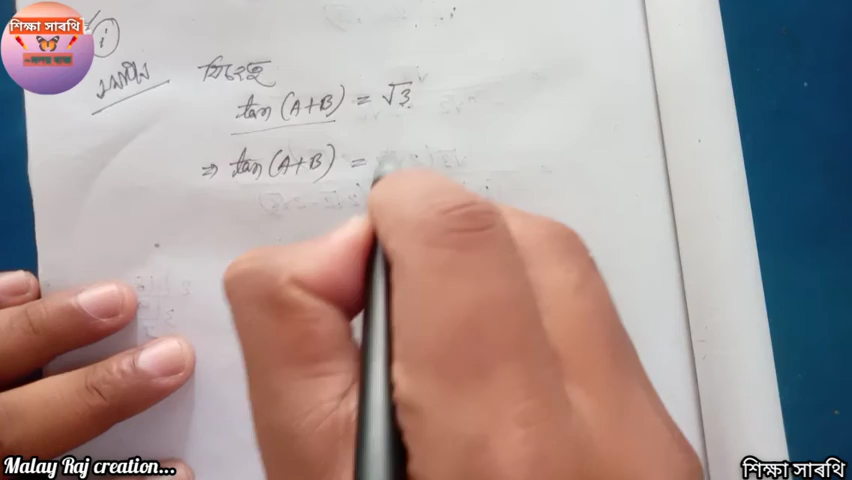 শিক্ষা সাৰথি
i
সমাধান যিহেতু
tan (A+B) = √3
⇒ tan (A+B) =
Malay Raj creation...
শিক্ষা সাৰথি